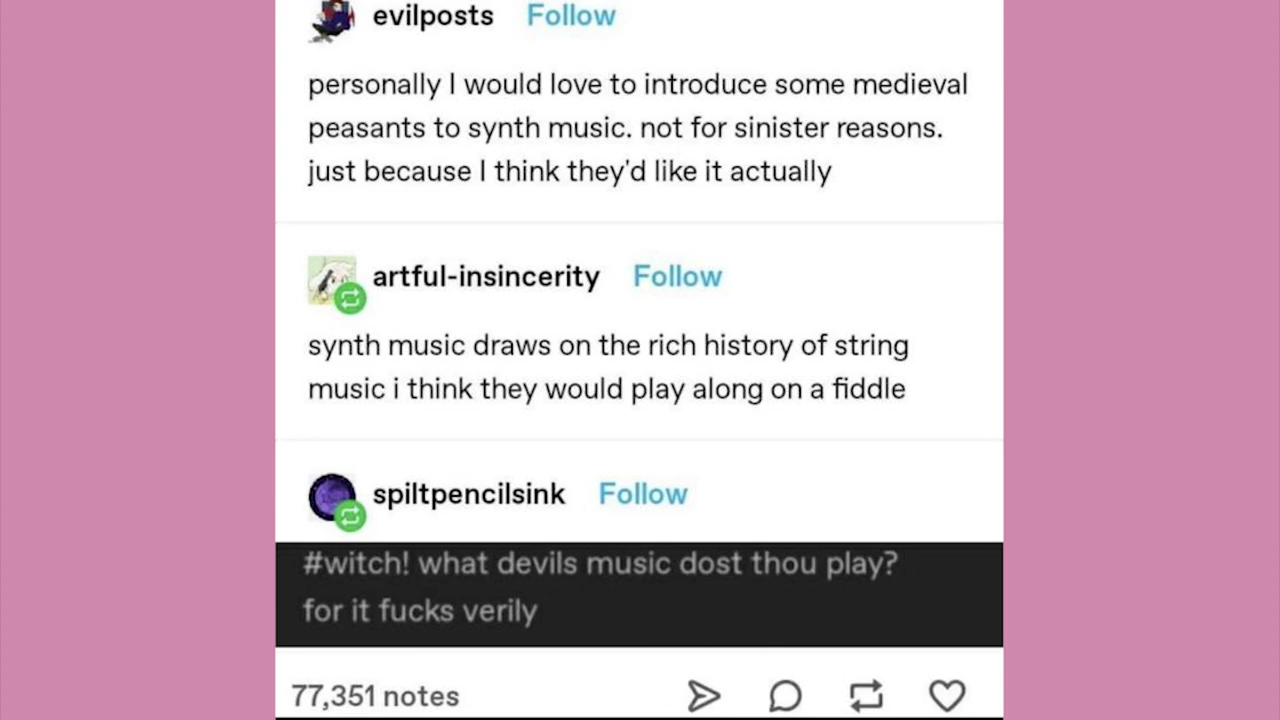 evilposts Follow
personally I would love to introduce some medieval
peasants to synth music. not for sinister reasons.
just because I think they'd like it actually
artful-insincerity Follow
synth music draws on the rich history of string
music i think they would play along on a fiddle
spiltpencilsink Follow
#witch! what devils music dost thou play?
for it fucks verily
77,351 notes